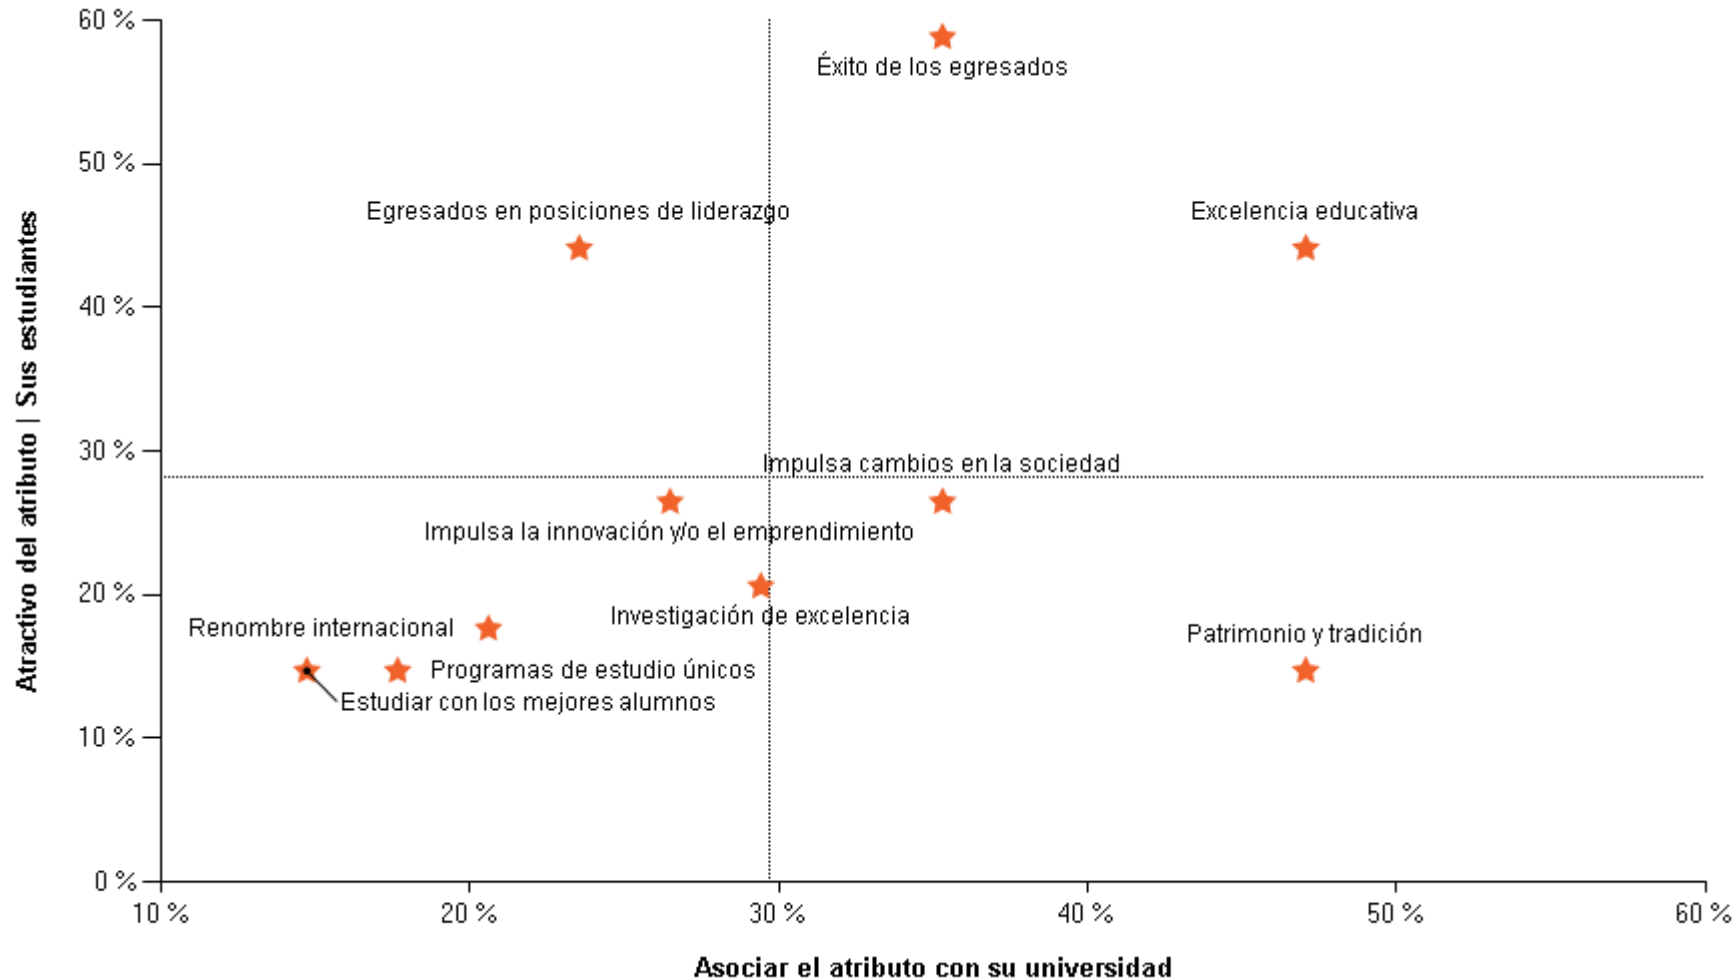 60 %
Éxito de los egresados
50 %
Egresados en posiciones de liderazgo
Excelencia educativa
40 %
30 %
Impulsa cambios en la sociedad
Impulsa la innovación y/o el emprendimiento
20 %
Investigación de excelencia
Renombre internacional
Patrimonio y tradición
Programas de estudio únicos
Estudiar con los mejores alumnos
10 %
0 %
10 %
20 %
30 %
40 %
50 %
60 %
Asociar el atributo con su universidad
Atractivo del atributo | Sus estudiantes